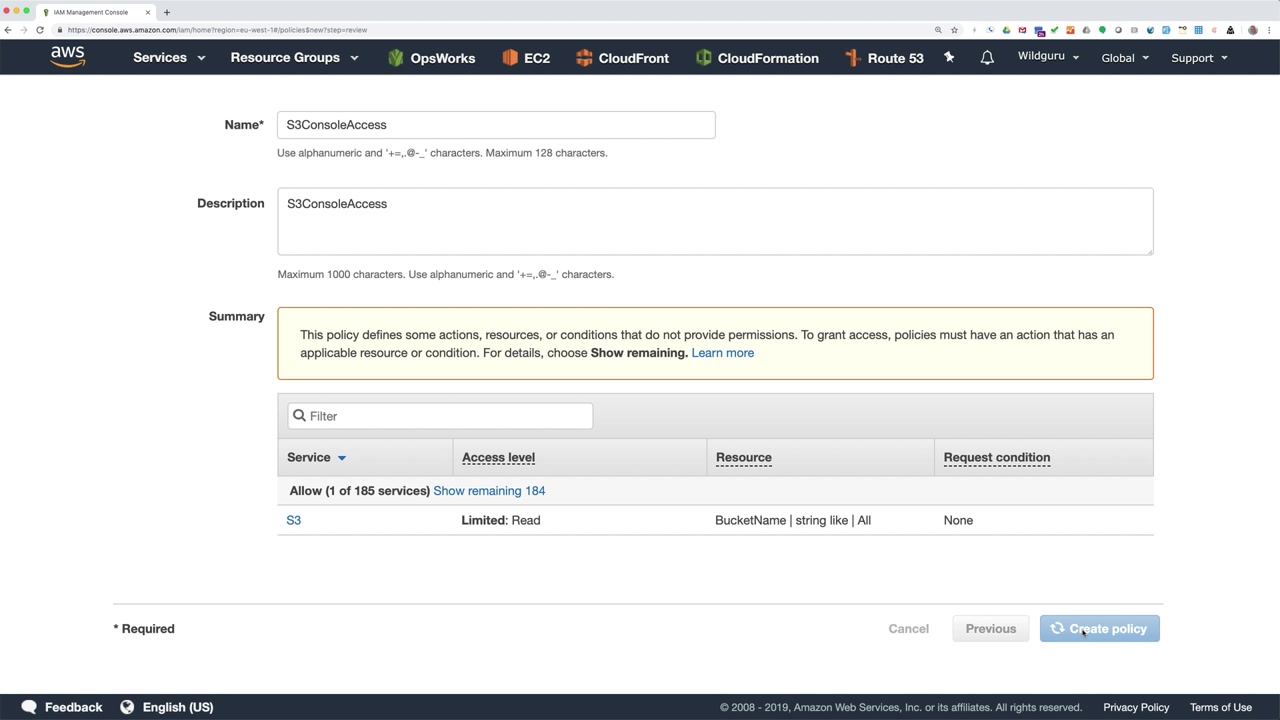 IAM Management Console
https://console.aws.amazon.com/iam/home?region=eu-west-1#/policies$new?step=review
aws Services Resource Groups OpsWorks EC2 CloudFront CloudFormation Route 53 Wildguru Global Support
Name* S3ConsoleAccess
Use alphanumeric and '+=,.@-_' characters. Maximum 128 characters.
Description S3ConsoleAccess
Maximum 1000 characters. Use alphanumeric and '+=,.@-_' characters.
Summary
This policy defines some actions, resources, or conditions that do not provide permissions. To grant access, policies must have an action that has an
applicable resource or condition. For details, choose Show remaining. Learn more
Filter
Service Access level Resource Request condition
Allow (1 of 185 services) Show remaining 184
S3 Limited: Read BucketName | string like | All None
* Required Cancel Previous Create policy
Feedback English (US) © 2008 - 2019, Amazon Web Services, Inc. or its affiliates. All rights reserved. Privacy Policy Terms of Use